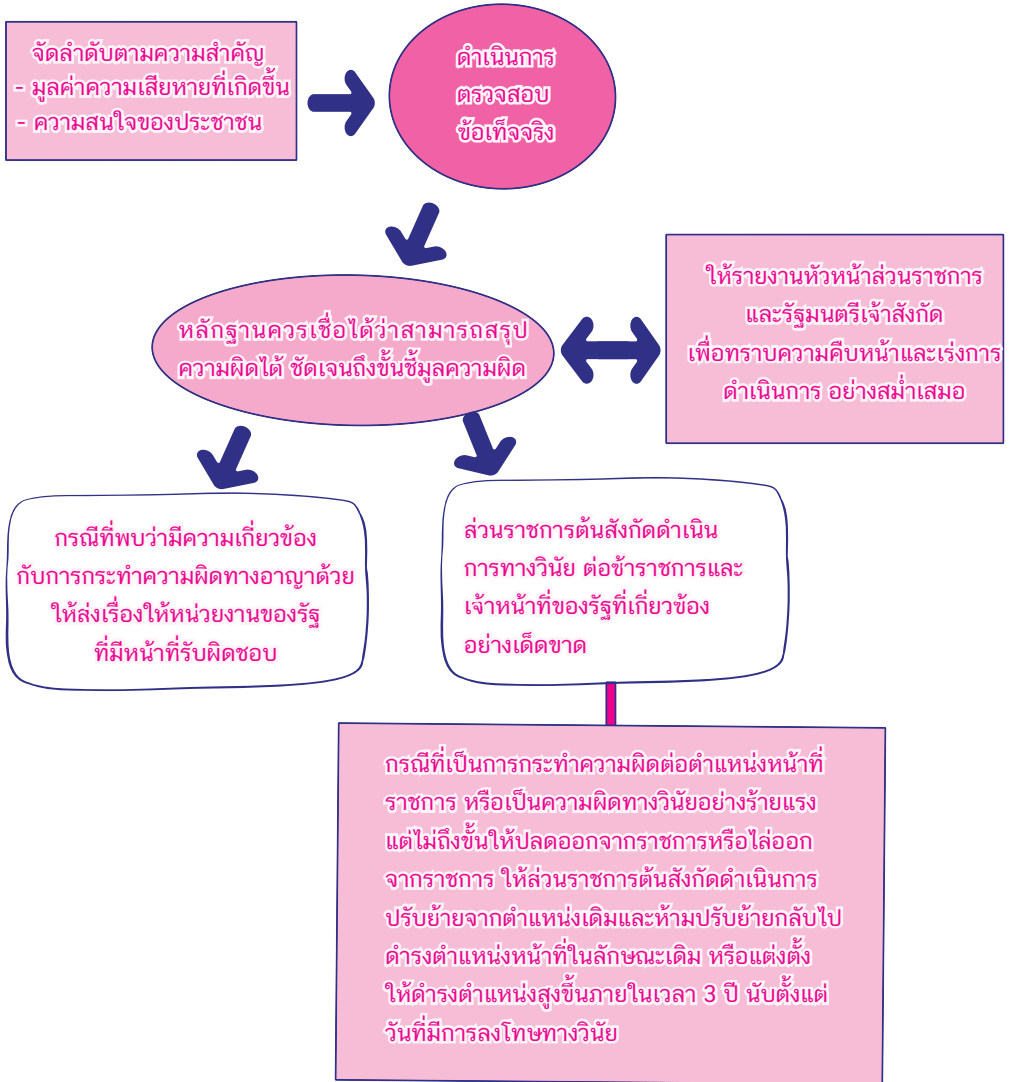 จัดลำดับตามความสำคัญ
- มูลค่าความเสียหายที่เกิดขึ้น
- ความสนใจของประชาชน
ดำเนินการ
ตรวจสอบ
ข้อเท็จจริง
หลักฐานควรเชื่อได้ว่าสามารถสรุป
ความผิดได้ ชัดเจนถึงขั้นชี้มูลความผิด
ให้รายงานหัวหน้าส่วนราชการ
และรัฐมนตรีเจ้าสังกัด
เพื่อทราบความคืบหน้าและเร่งการ
ดำเนินการ อย่างสม่ำเสมอ
กรณีที่พบว่ามีความเกี่ยวข้อง
กับการกระทำความผิดทางอาญาด้วย
ให้ส่งเรื่องให้หน่วยงานของรัฐ
ที่มีหน้าที่รับผิดชอบ
ส่วนราชการต้นสังกัดดำเนิน
การทางวินัย ต่อข้าราชการและ
เจ้าหน้าที่ของรัฐที่เกี่ยวข้อง
อย่างเด็ดขาด
กรณีที่เป็นการกระทำความผิดต่อตำแหน่งหน้าที่
ราชการ หรือเป็นความผิดทางวินัยอย่างร้ายแรง
แต่ไม่ถึงขั้นให้ปลดออกจากราชการหรือไล่ออก
จากราชการ ให้ส่วนราชการต้นสังกัดดำเนินการ
ปรับย้ายจากตำแหน่งเดิมและห้ามปรับย้ายกลับไป
ดำรงตำแหน่งหน้าที่ในลักษณะเดิม หรือแต่งตั้ง
ให้ดำรงตำแหน่งสูงขึ้นภายในเวลา 3 ปี นับตั้งแต่
วันที่มีการลงโทษทางวินัย